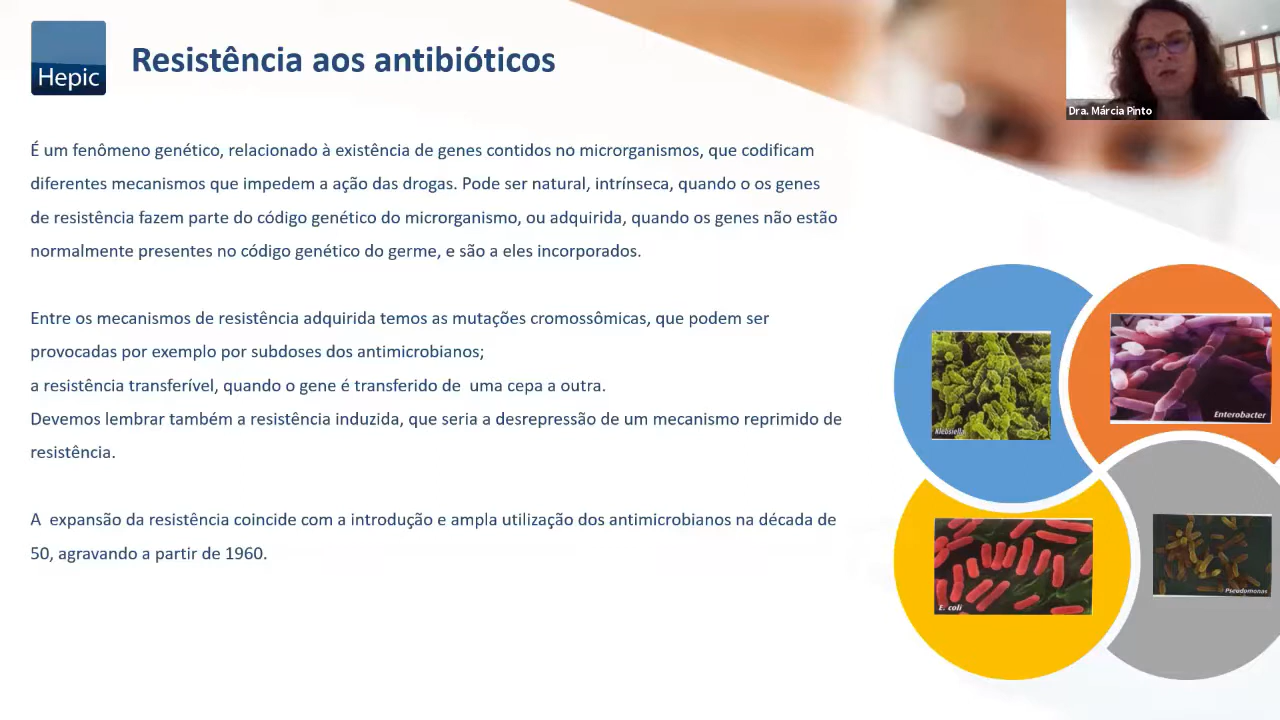 Hepic
Resistência aos antibióticos
Dra. Márcia Pinto
É um fenômeno genético, relacionado à existência de genes contidos no microrganismos, que codificam
diferentes mecanismos que impedem a ação das drogas. Pode ser natural, intrínseca, quando o os genes
de resistência fazem parte do código genético do microrganismo, ou adquirida, quando os genes não estão
normalmente presentes no código genético do germe, e são a eles incorporados.
Entre os mecanismos de resistência adquirida temos as mutações cromossômicas, que podem ser
provocadas por exemplo por subdoses dos antimicrobianos;
a resistência transferível, quando o gene é transferido de  uma cepa a outra.
Devemos lembrar também a resistência induzida, que seria a desrepressão de um mecanismo reprimido de
resistência.
A  expansão da resistência coincide com a introdução e ampla utilização dos antimicrobianos na década de
50, agravando a partir de 1960.
Klebsiella
Enterobacter
E. coli
Pseudomonas